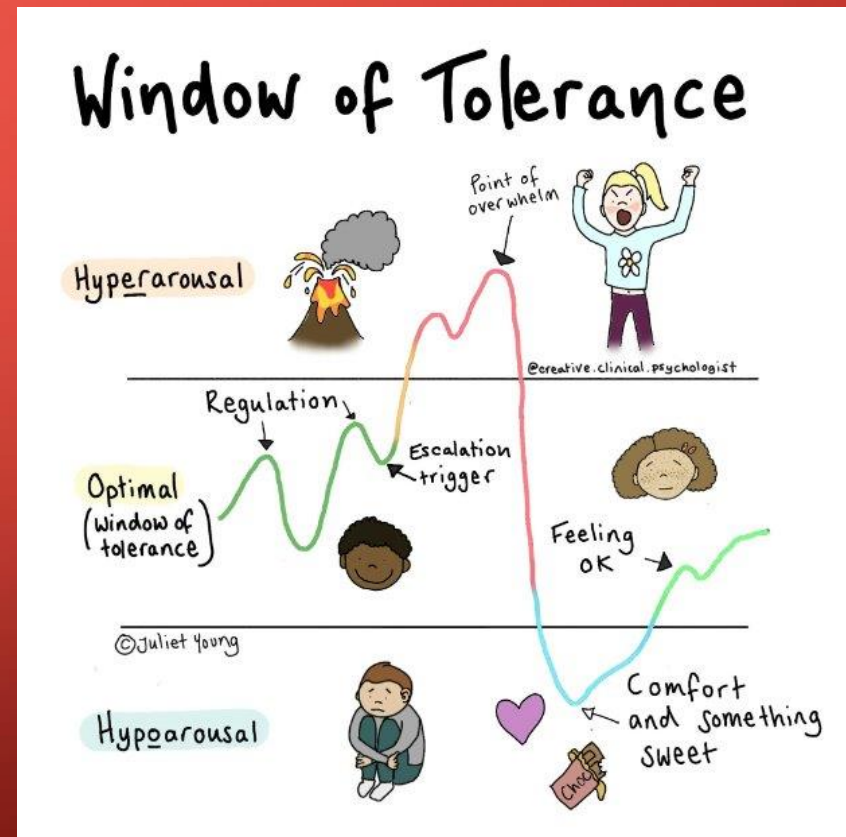 Window of Tolerance
Point of
overwhelm
Hyperarousal
@creative.clinical.psychologist
Regulation
Escalation
trigger
Optimal
(window of
tolerance)
Feeling
OK
©Juliet Young
Hypoarousal
Comfort
and something
sweet
Choc